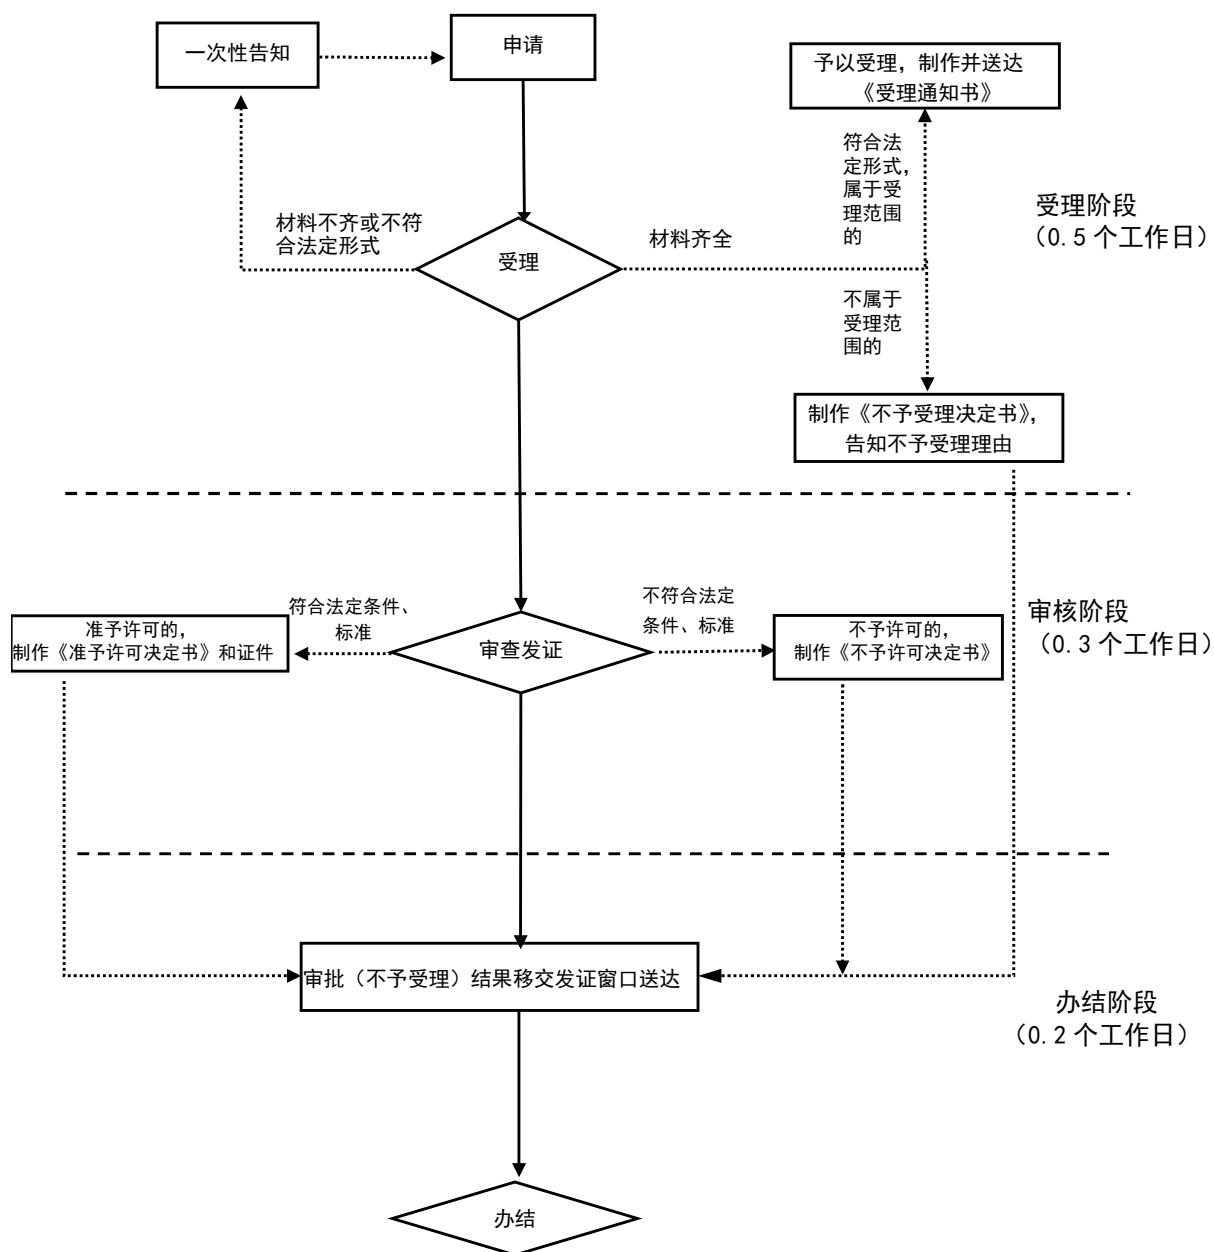 一次性告知
申请
予以受理，制作并送达
《受理通知书》
符合法
定形式，
属于受
理范围
的
受理阶段
（0.5个工作日）
材料不齐或不符
合法定形式
受理
材料齐全
不属于
受理范
围的
制作《不予受理决定书》，
告知不予受理理由
符合法定条件、
标准
不符合法定
条件、标准
审核阶段
（0.3个工作日）
准予许可的，
制作《准予许可决定书》和证件
审查发证
不予许可的，
制作《不予许可决定书》
审批（不予受理）结果移交发证窗口送达
办结阶段
（0.2个工作日）
办结